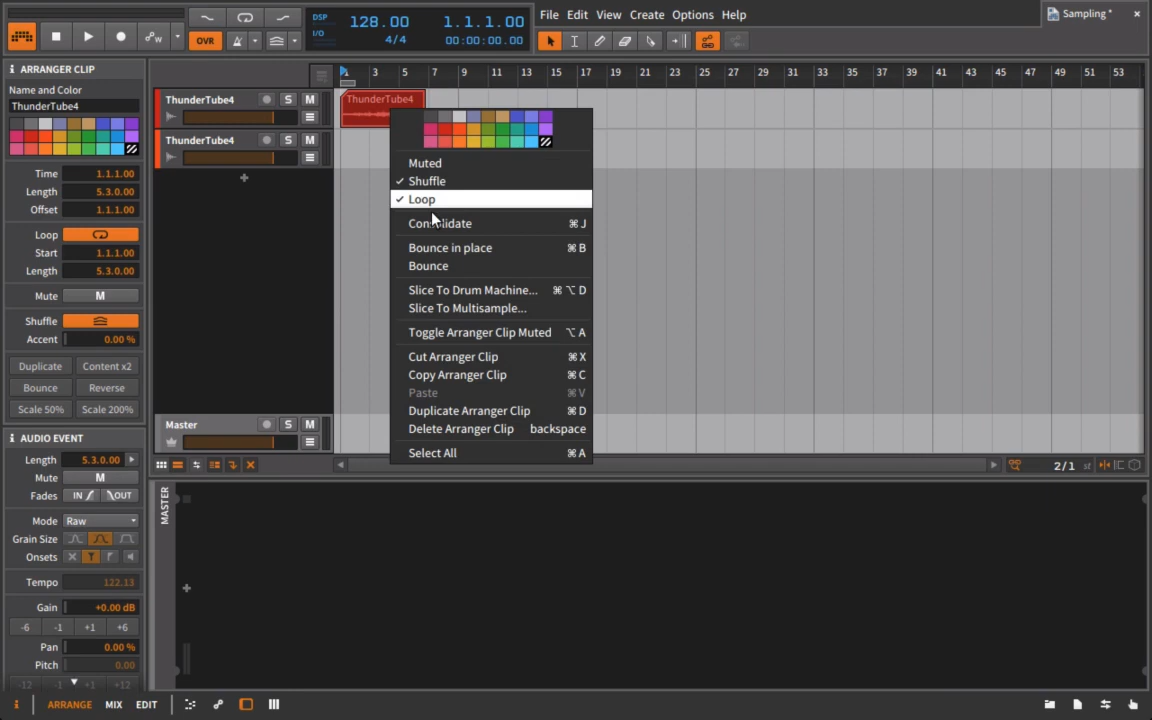 DSP
I/O
128.00
4/4
1.1.1.00
00:00:00.00
File Edit View Create Options Help
Sampling *
OVR
i ARRANGER CLIP
Name and Color
ThunderTube4
Time 1.1.1.00
Length 5.3.0.00
Offset 1.1.1.00
Loop
Start 1.1.1.00
Length 5.3.0.00
Mute M
Shuffle
Accent 0.00 %
Duplicate Content x2
Bounce Reverse
Scale 50% Scale 200%
i AUDIO EVENT
Length 5.3.0.00
Mute M
Fades IN OUT
Mode Raw
Grain Size
Onsets
Tempo 122.13
Gain +0.00 dB
-6 -1 +1 +6
Pan 0.00 %
Pitch 0.00
-12 -1 +1 +12
1 3 5 7 9 11 13 15 17 19 21 23 25 27 29 31 33 35 37 39 41 43 45 47 49 51 53
ThunderTube4 S M
ThunderTube4 S M
ThunderTube4
Muted
✓ Shuffle
✓ Loop
Consolidate ⌘ J
Bounce in place ⌘ B
Bounce
Slice To Drum Machine... ⌘ ⌥ D
Slice To Multisample...
Toggle Arranger Clip Muted ⌥ A
Cut Arranger Clip ⌘ X
Copy Arranger Clip ⌘ C
Paste ⌘ V
Duplicate Arranger Clip ⌘ D
Delete Arranger Clip backspace
Select All ⌘ A
Master S M
2/1 st
MASTER
i ARRANGE MIX EDIT